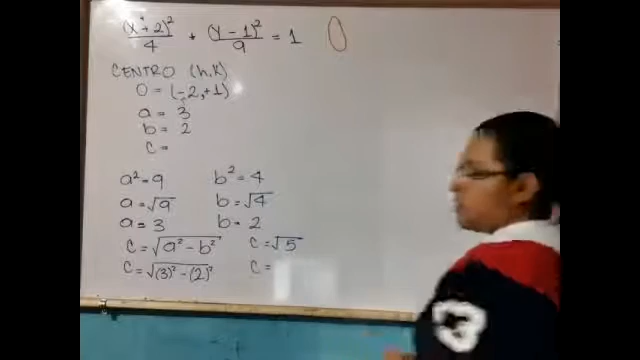 (x + 2)² / 4 + (y - 1)² / 9 = 1
CENTRO (h,k)
O = (-2,+1)
a = 3
b = 2
c =
a² = 9 b² = 4
a = √9 b = √4
a = 3 b = 2
c = √a² - b² c = √5
c = √(3)² - (2)² c =
3